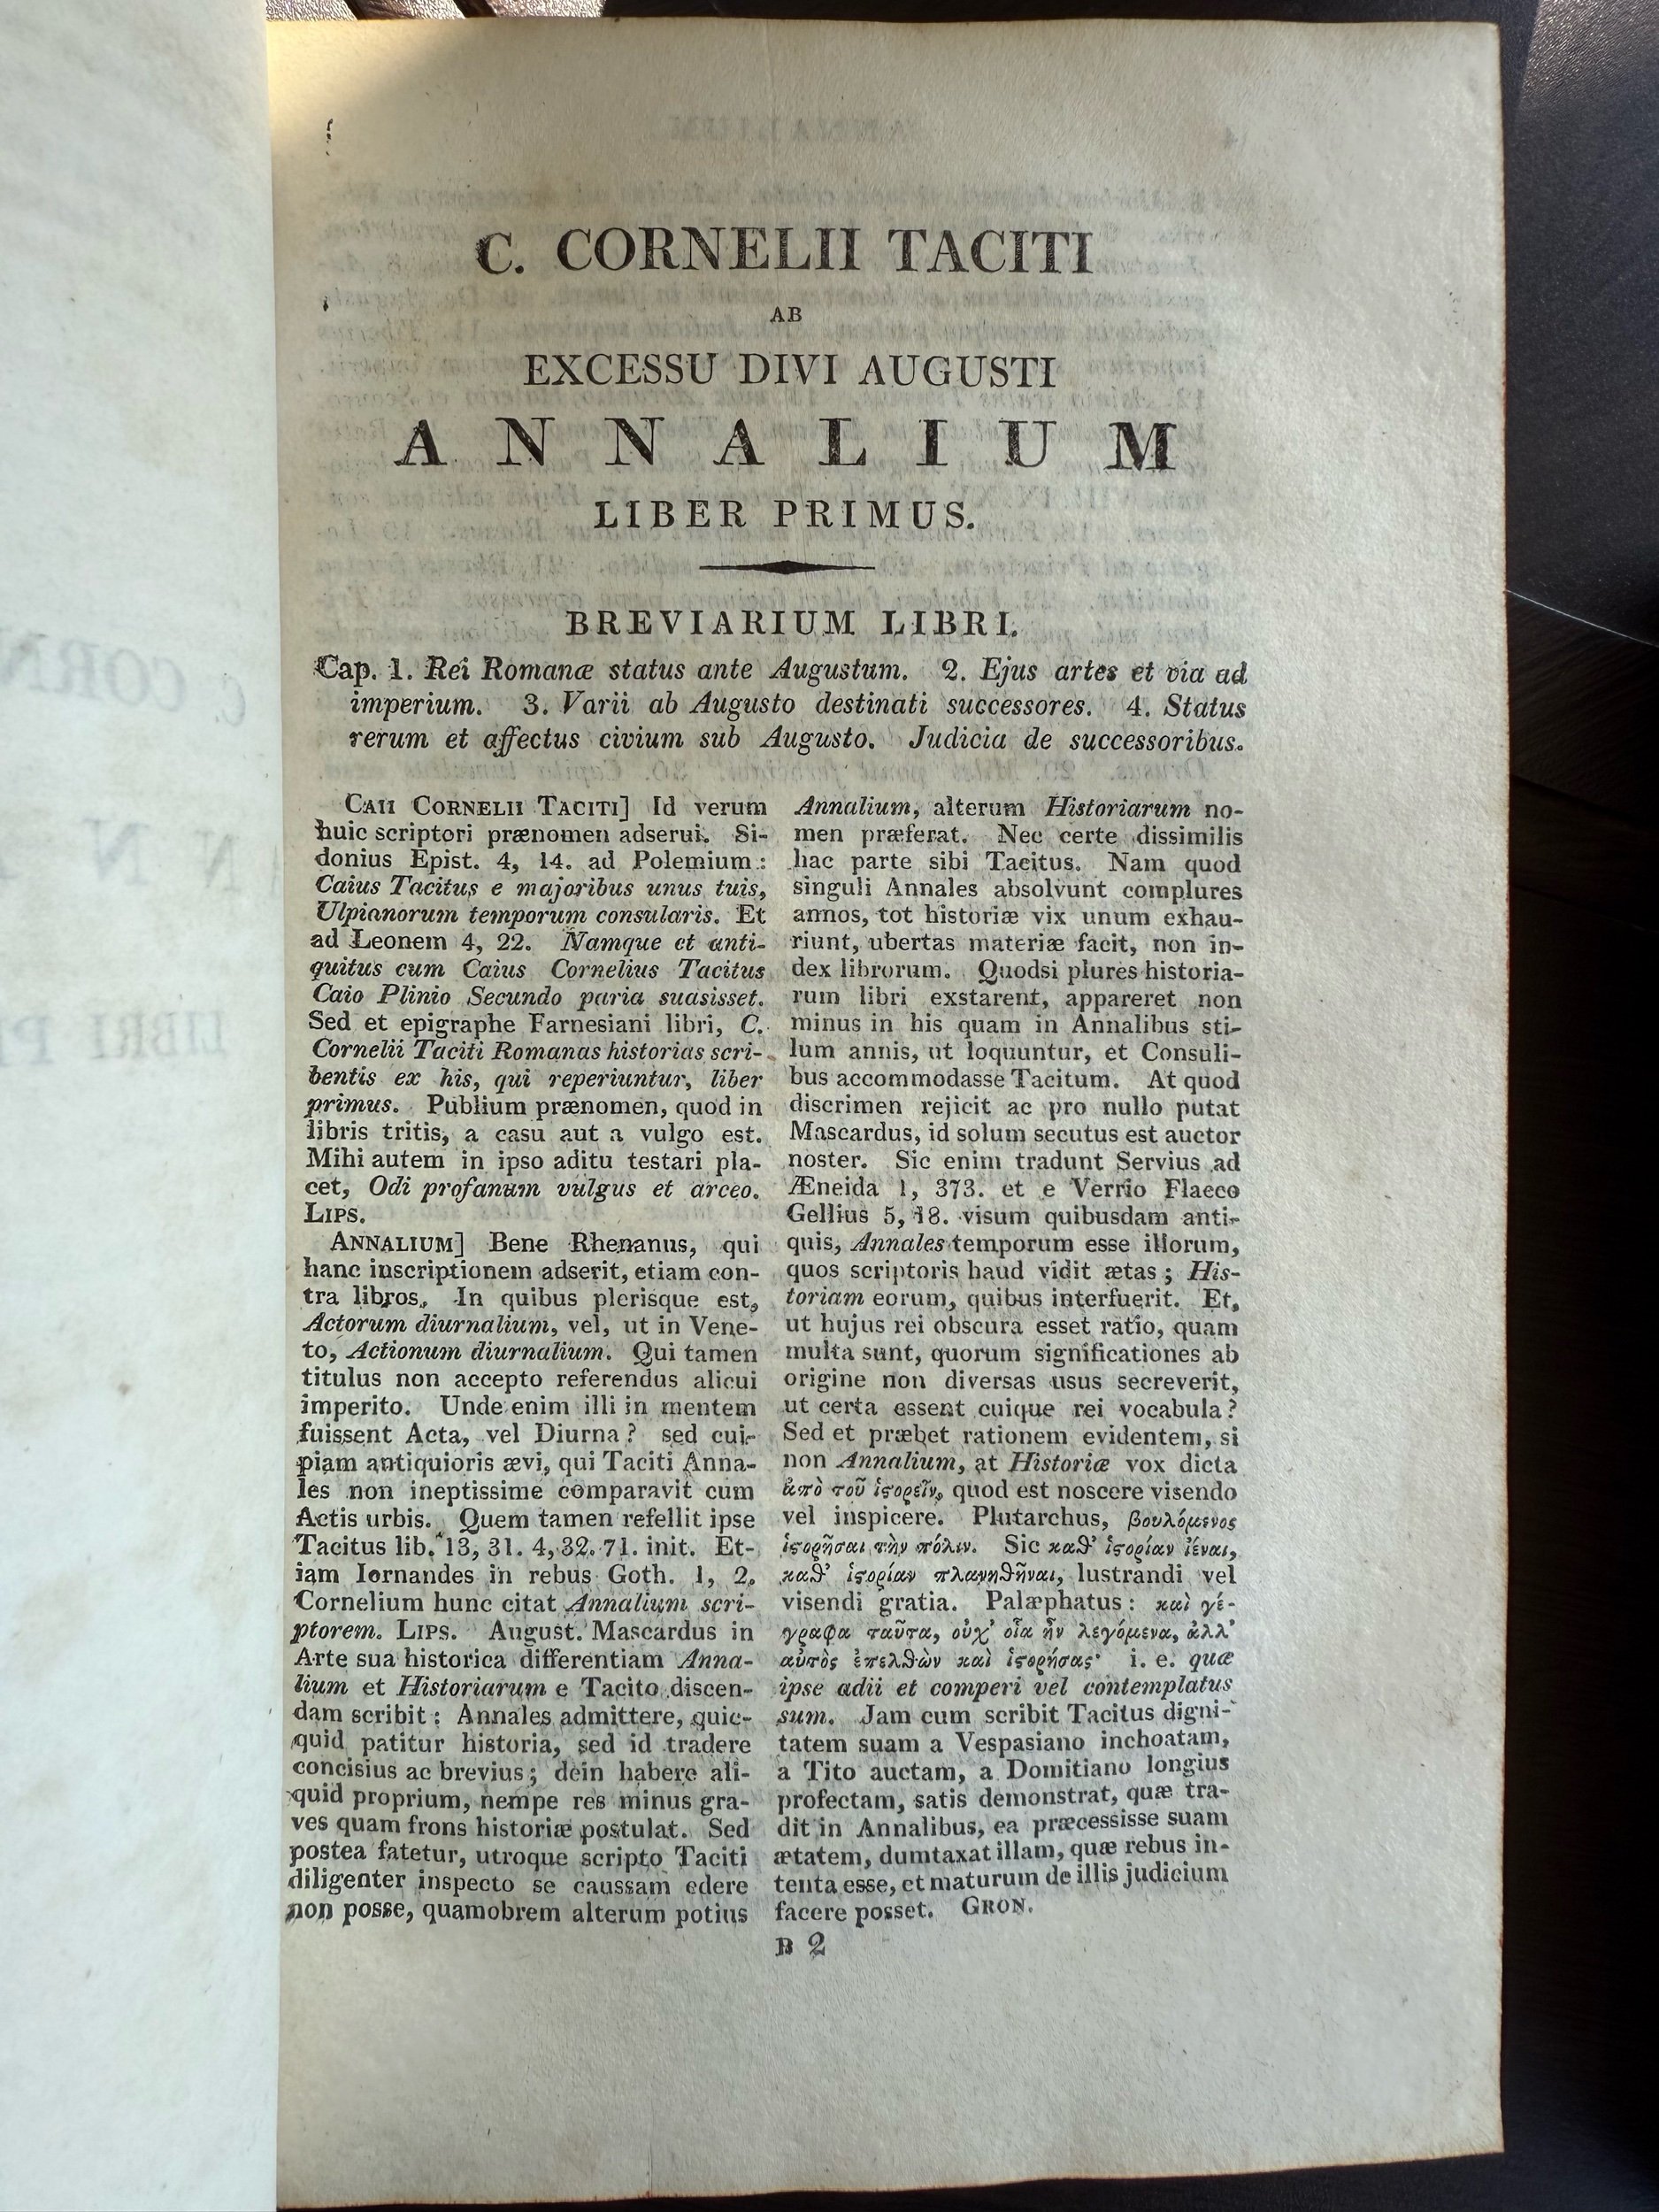 C. CORNELII TACITI
AB
EXCESSU DIVI AUGUSTI
ANNALIUM
LIBER PRIMUS.
BREVIARIUM LIBRI.
Cap. 1. Rei Romanæ status ante Augustum. 2. Ejus artes et via ad
imperium. 3. Varii ab Augusto destinati successores. 4. Status
rerum et affectus civium sub Augusto. Judicia de successoribus.
CAII CORNELII TACITI] Id verum
huic scriptori prænomen adserui. Si-
donius Epist. 4, 14. ad Polemium:
Caius Tacitus e majoribus unus tuis,
Ulpianorum temporum consularis. Et
ad Leonem 4, 22. Namque et anti-
quitus cum Caius Cornelius Tacitus
Caio Plinio Secundo paria suasisset.
Sed et epigraphe Farnesiani libri, C.
Cornelii Taciti Romanas historias scri-
bentis ex his, qui reperiuntur, liber
primus. Publium prænomen, quod in
libris tritis, a casu aut a vulgo est.
Mihi autem in ipso aditu testari pla-
cet, Odi profanum vulgus et arceo.
LIPS.
ANNALIUM] Bene Rhenanus, qui
hanc inscriptionem adserit, etiam con-
tra libros. In quibus plerisque est,
Actorum diurnalium, vel, ut in Vene-
to, Actionum diurnalium. Qui tamen
titulus non accepto referendus alicui
imperito. Unde enim illi in mentem
fuissent Acta, vel Diurna? sed cui-
piam antiquioris ævi, qui Taciti Anna-
les non ineptissime comparavit cum
Actis urbis. Quem tamen refellit ipse
Tacitus lib. 13, 31. 4, 32. 71. init. Et-
iam Iornandes in rebus Goth. 1, 2.
Cornelium hunc citat Annalium scri-
ptorem. LIPS. August. Mascardus in
Arte sua historica differentiam Anna-
lium et Historiarum e Tacito discen-
dam scribit: Annales admittere, quic-
quid patitur historia, sed id tradere
concisius ac brevius; dein habere ali-
quid proprium, nempe res minus gra-
ves quam frons historiæ postulat. Sed
postea fatetur, utroque scripto Taciti
diligenter inspecto se caussam edere
non posse, quamobrem alterum potius
Annalium, alterum Historiarum no-
men præferat. Nec certe dissimilis
hac parte sibi Tacitus. Nam quod
singuli Annales absolvunt complures
annos, tot historiæ vix unum exhau-
riunt, ubertas materiæ facit, non in-
dex librorum. Quodsi plures historia-
rum libri exstarent, appareret non
minus in his quam in Annalibus sti-
lum annis, ut loquuntur, et Consuli-
bus accommodasse Tacitum. At quod
discrimen rejicit ac pro nullo putat
Mascardus, id solum secutus est auctor
noster. Sic enim tradunt Servius ad
Æneida 1, 373. et e Verrio Flacco
Gellius 5, 18. visum quibusdam anti-
quis, Annales temporum esse illorum,
quos scriptoris haud vidit ætas; His-
toriam eorum, quibus interfuerit. Et,
ut hujus rei obscura esset ratio, quam
multa sunt, quorum significationes ab
origine non diversas usus secreverit,
ut certa essent cuique rei vocabula?
Sed et præbet rationem evidentem, si
non Annalium, at Historiæ vox dicta
ἀπὸ τοῦ ἱϛορεῖν, quod est noscere visendo
vel inspicere. Plutarchus, βουλόμενος
ἱϛορῆσαι τὴν πόλιν. Sic καθ' ἱϛορίαν ἰέναι,
καθ' ἱϛορίαν πλανηθῆναι, lustrandi vel
visendi gratia. Palæphatus: καὶ γέ-
γραφα ταῦτα, οὐχ' οἷα ἦν λεγόμενα, ἀλλ'
αὐτὸς ἐπελθὼν καὶ ἱϛορήσας· i. e. quæ
ipse adii et comperi vel contemplatus
sum. Jam cum scribit Tacitus digni-
tatem suam a Vespasiano inchoatam,
a Tito auctam, a Domitiano longius
profectam, satis demonstrat, quæ tra-
dit in Annalibus, ea præcessisse suam
ætatem, dumtaxat illam, quæ rebus in-
tenta esse, et maturum de illis judicium
facere posset. GRON.
B 2